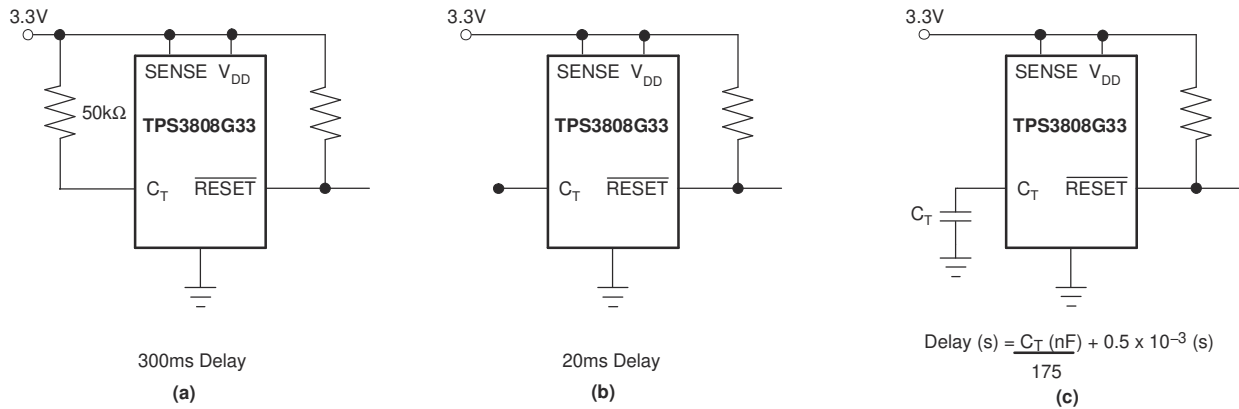 3.3V
SENSE V_DD
50kΩ
TPS3808G33
C_T RESET
300ms Delay
(a)
3.3V
SENSE V_DD
TPS3808G33
C_T RESET
20ms Delay
(b)
3.3V
SENSE V_DD
TPS3808G33
C_T RESET
C_T
Delay (s) = C_T (nF) + 0.5 x 10⁻³ (s)
175
(c)